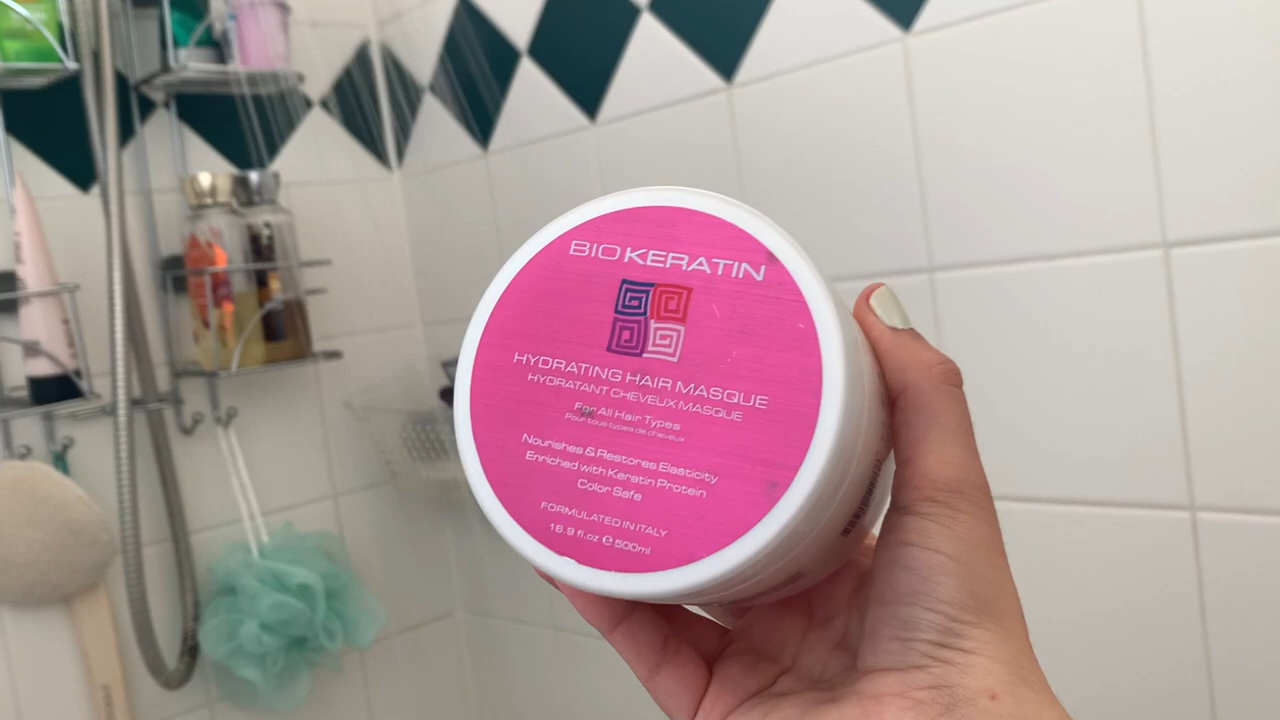 BIOKERATIN
HYDRATING HAIR MASQUE
HYDRATANT CHEVEUX MASQUE
For All Hair Types
Pour tous types de cheveux
Nourishes & Restores Elasticity
Enriched with Keratin Protein
Color Safe
FORMULATED IN ITALY
16.9 fl.oz ℮ 500ml